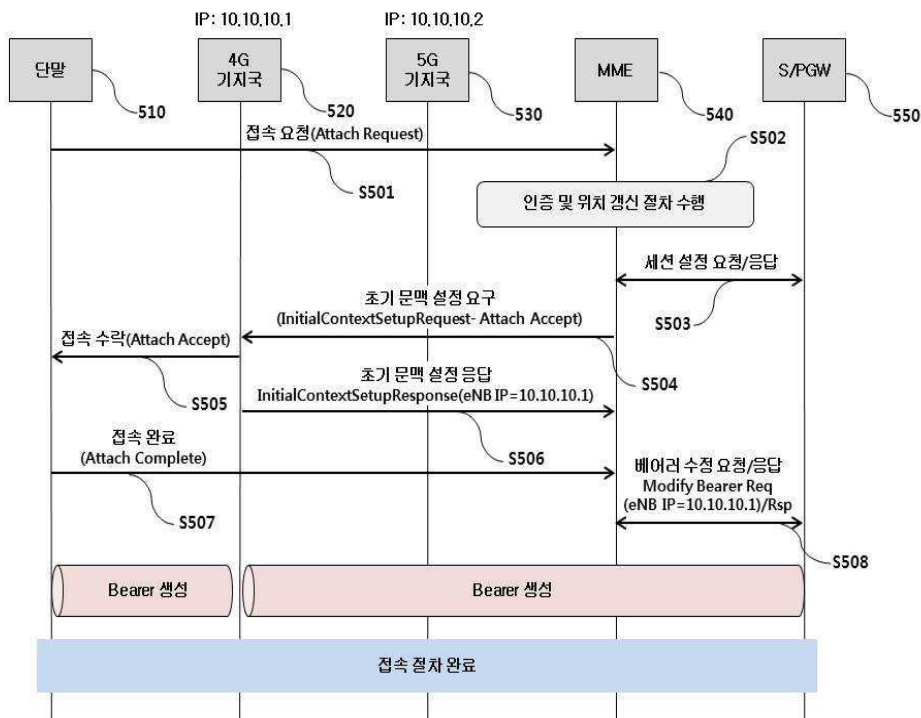 IP: 10.10.10.1
IP: 10.10.10.2
단말
4G
기지국
5G
기지국
MME
S/PGW
510
520
530
540
550
접속 요청(Attach Request)
S501
S502
인증 및 위치 갱신 절차 수행
세션 설정 요청/응답
S503
초기 문맥 설정 요구
(InitialContextSetupRequest- Attach Accept)
S504
접속 수락(Attach Accept)
S505
초기 문맥 설정 응답
InitialContextSetupResponse(eNB IP=10.10.10.1)
S506
접속 완료
(Attach Complete)
S507
베어러 수정 요청/응답
Modify Bearer Req
(eNB IP=10.10.10.1)/Rsp
S508
Bearer 생성
Bearer 생성
접속 절차 완료